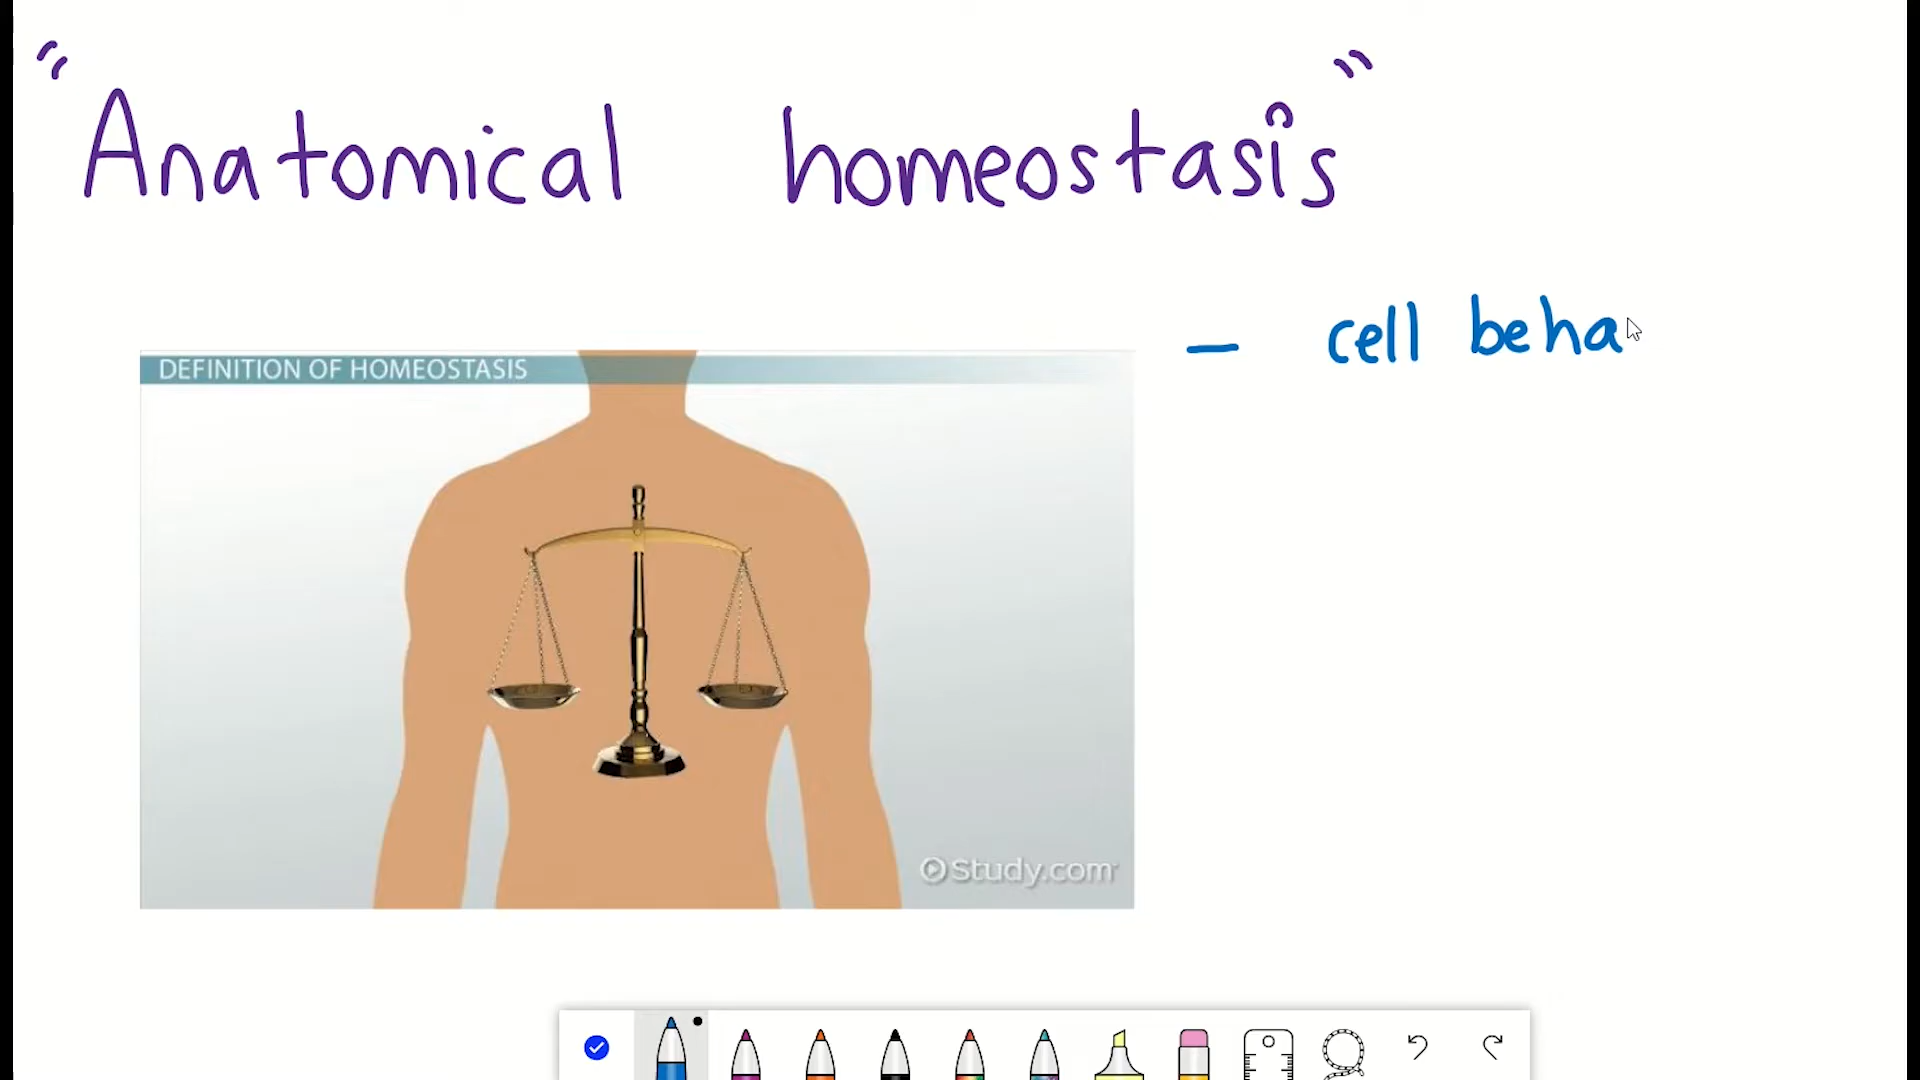 "Anatomical homeostasis"
- cell beha
DEFINITION OF HOMEOSTASIS
Study.com